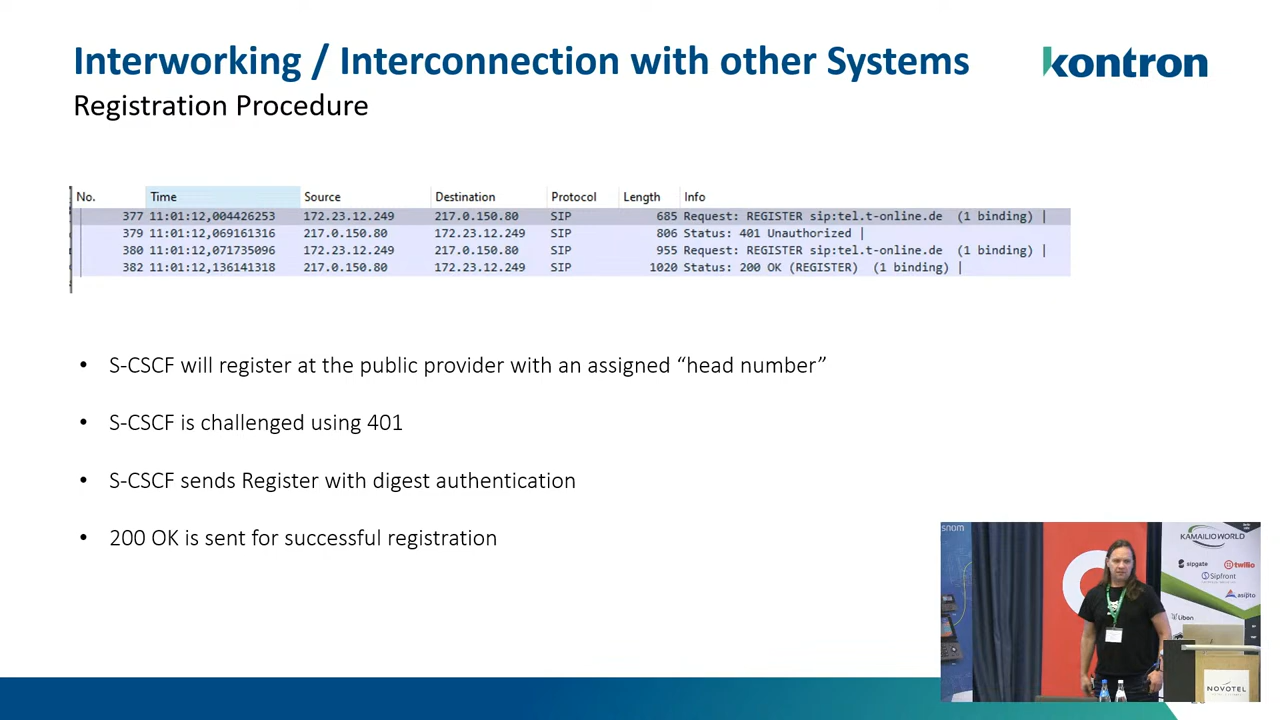 Interworking / Interconnection with other Systems
kontron
Registration Procedure
No. Time Source Destination Protocol Length Info
377 11:01:12,004426253 172.23.12.249 217.0.150.80 SIP 685 Request: REGISTER sip:tel.t-online.de (1 binding) |
379 11:01:12,069161316 217.0.150.80 172.23.12.249 SIP 806 Status: 401 Unauthorized |
380 11:01:12,071735096 172.23.12.249 217.0.150.80 SIP 955 Request: REGISTER sip:tel.t-online.de (1 binding) |
382 11:01:12,136141318 217.0.150.80 172.23.12.249 SIP 1020 Status: 200 OK (REGISTER) (1 binding) |
• S-CSCF will register at the public provider with an assigned “head number”
• S-CSCF is challenged using 401
• S-CSCF sends Register with digest authentication
• 200 OK is sent for successful registration
snom
KAMAILIO WORLD
sipgate
twilio
Sipfront
asipto
NOVOTEL